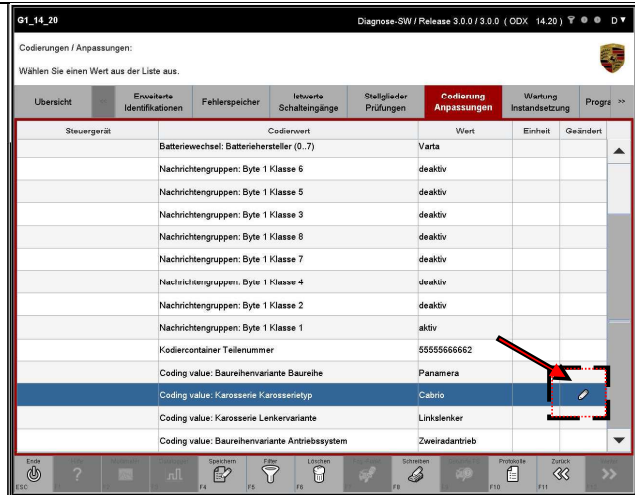 G1_14_20 Diagnose-SW / Release 3.0.0 / 3.0.0 ( ODX 14.20 ) D
Codierungen / Anpassungen:
Wählen Sie einen Wert aus der Liste aus.
Übersicht Erweiterte Identifikationen Fehlerspeicher Istwerte Schalteingänge Stellglieder Prüfungen Codierung Anpassungen Wartung Instandsetzung Progra >>
Steuergerät Codierwert Wert Einheit Geändert
Batteriewechsel: Batteriehersteller (0..7) Varta
Nachrichtengruppen: Byte 1 Klasse 6 deaktiv
Nachrichtengruppen: Byte 1 Klasse 5 deaktiv
Nachrichtengruppen: Byte 1 Klasse 3 deaktiv
Nachrichtengruppen: Byte 1 Klasse 8 deaktiv
Nachrichtengruppen: Byte 1 Klasse 7 deaktiv
Nachrichtengruppen: Byte 1 Klasse 4 deaktiv
Nachrichtengruppen: Byte 1 Klasse 2 deaktiv
Nachrichtengruppen: Byte 1 Klasse 1 aktiv
Kodiercontainer Teilenummer 55555666662
Coding value: Baureihenvariante Baureihe Panamera
Coding value: Karosserie Karosserietyp Cabrio
Coding value: Karosserie Lenkervariante Linkslenker
Coding value: Baureihenvariante Antriebssystem Zweiradantrieb
Ende Speichern Filter Löschen Schreiben Protokolle Zurück
ESC F4 F5 F6 F8 F10 F11